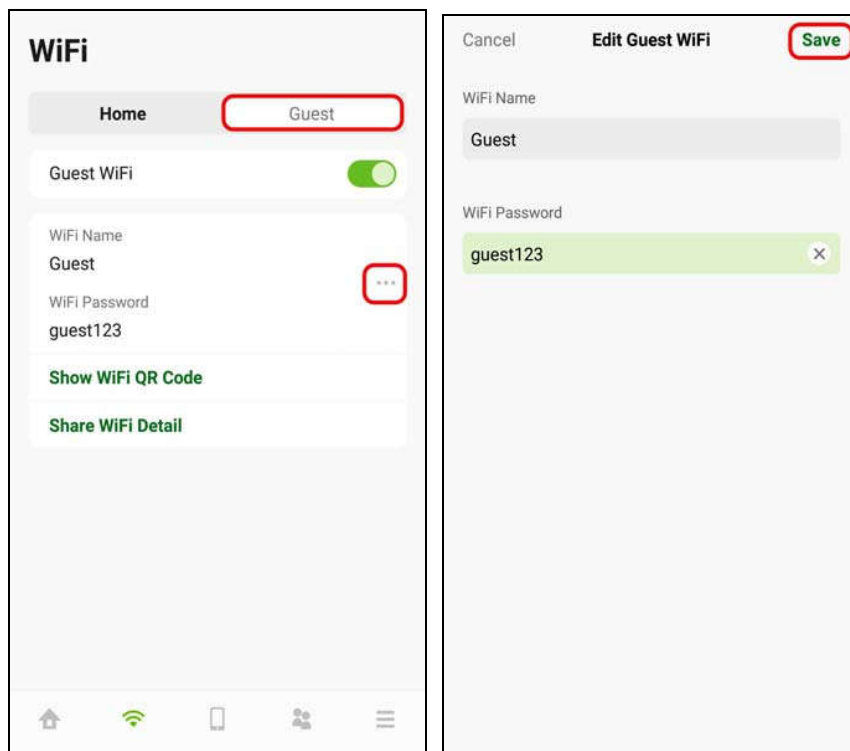 WiFi
Home Guest
Guest WiFi
WiFi Name
Guest
WiFi Password
guest123
Show WiFi QR Code
Share WiFi Detail
Cancel Edit Guest WiFi Save
WiFi Name
Guest
WiFi Password
guest123